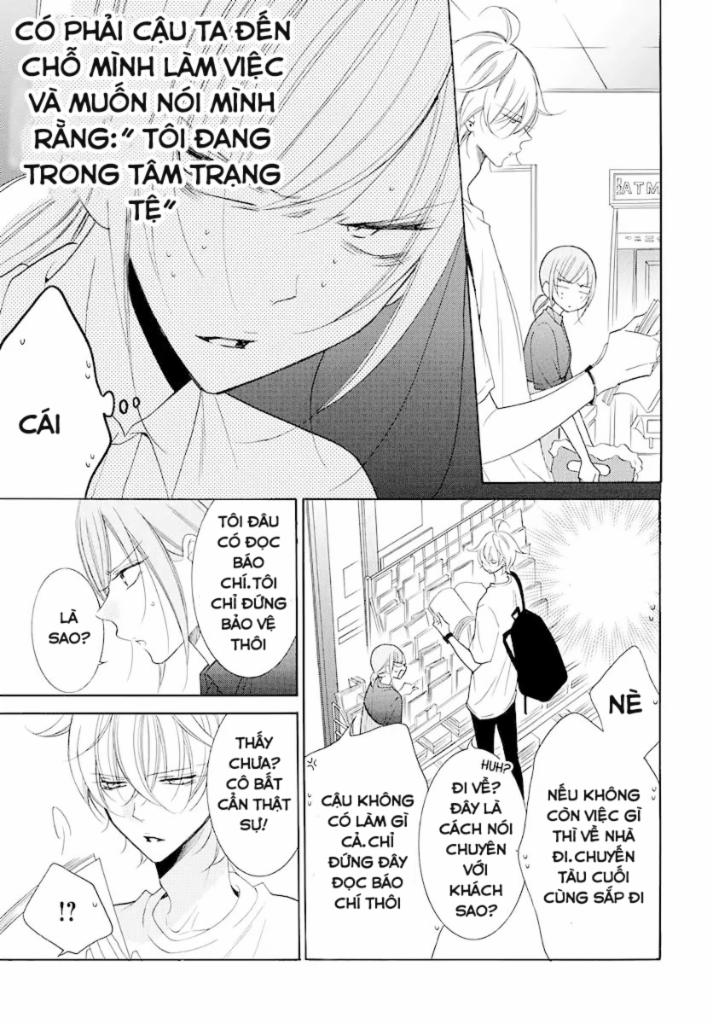 ATM
CÓ PHẢI CẬU TA ĐẾN
CHỖ MÌNH LÀM VIỆC
VÀ MUỐN NÓI MÌNH
RẰNG:" TÔI ĐANG
TRONG TÂM TRẠNG
TỆ"
CÁI
NÈ
NẾU KHÔNG
CÒN VIỆC GÌ
THÌ VỀ NHÀ
ĐI.CHUYẾN
TÀU CUỐI
CÙNG SẮP ĐI
HUH?
ĐI VỀ?
ĐÂY LÀ
CÁCH NÓI
CHUYỆN
VỚI
KHÁCH
SAO?
CẬU KHÔNG
CÓ LÀM GÌ
CẢ.CHỈ
ĐỨNG ĐÂY
ĐỌC BÁO
CHÍ THÔI
TÔI ĐÂU
CÓ ĐỌC
BÁO
CHÍ.TÔI
CHỈ ĐỨNG
BẢO VỆ
THÔI
LÀ
SAO?
THẤY
CHƯA?
CÔ BẤT
CẨN THẬT
SỰ!
!?